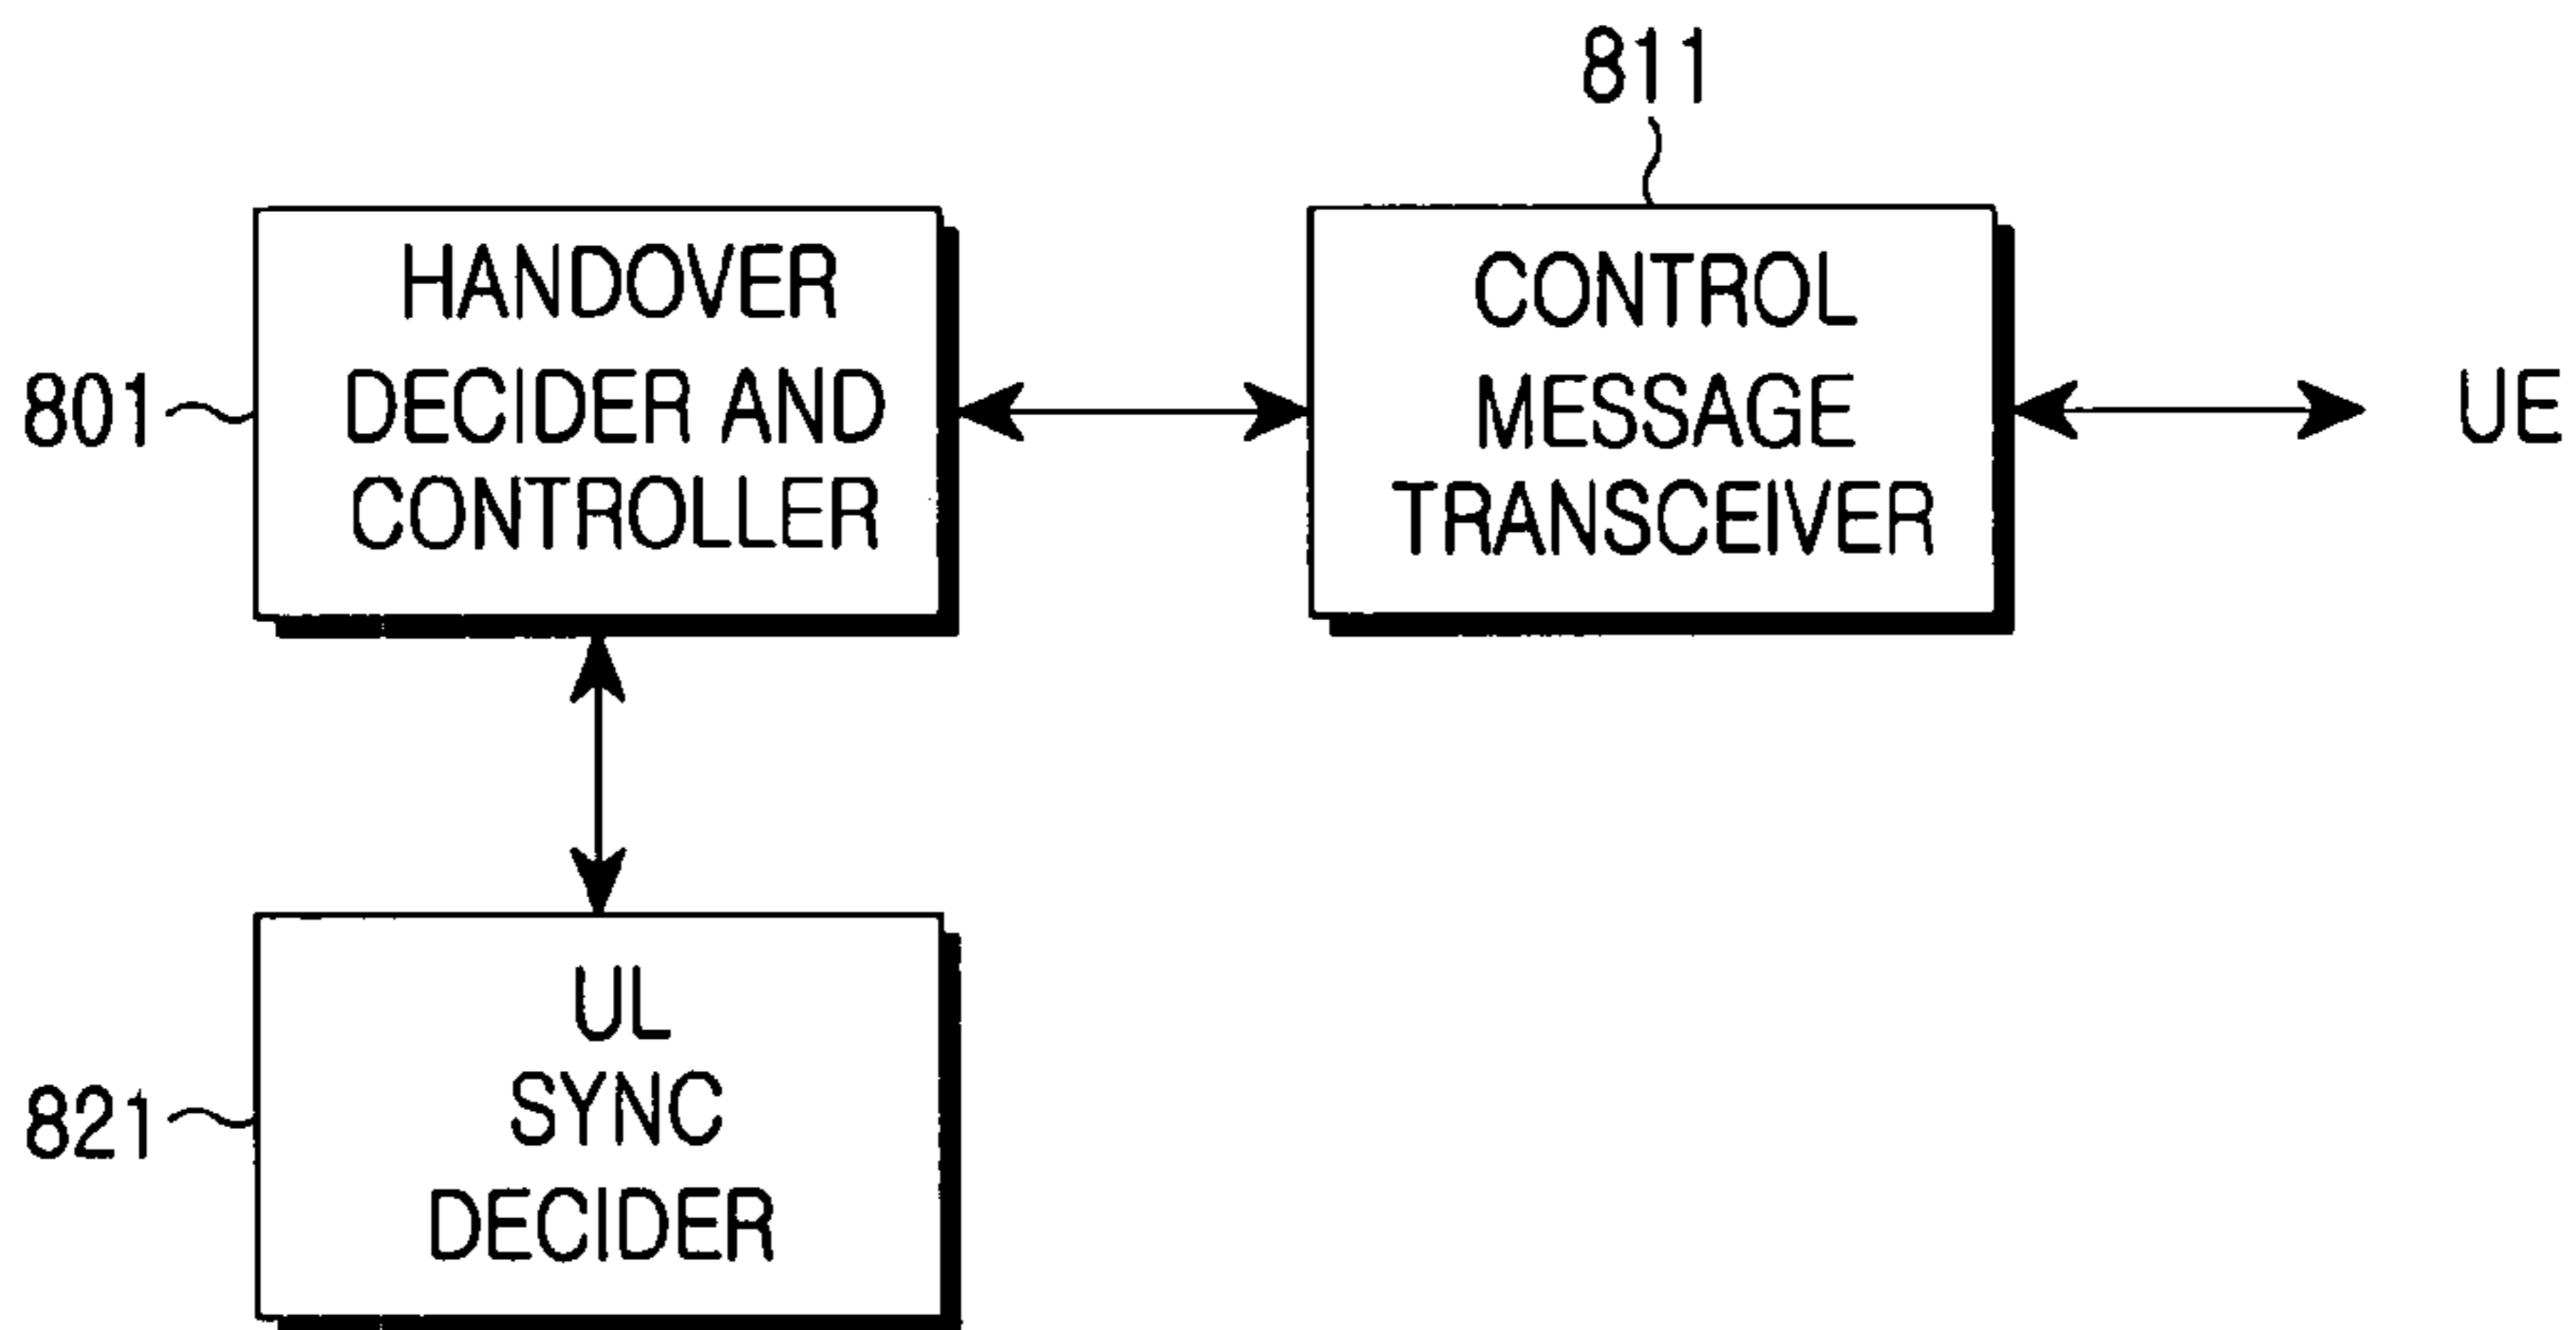 811
HANDOVER
DECIDER AND
CONTROLLER
801
CONTROL
MESSAGE
TRANSCEIVER
UE
UL
SYNC
DECIDER
821